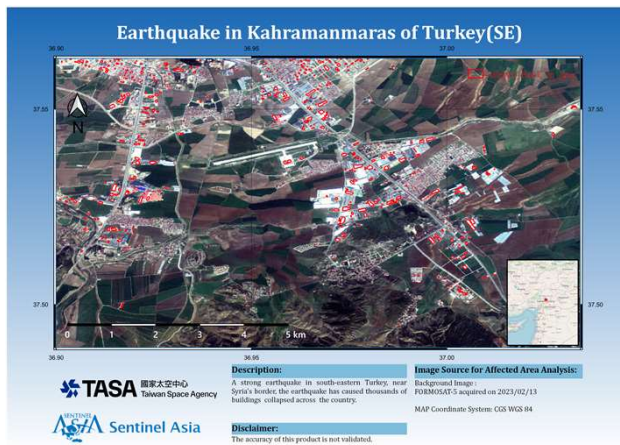 Earthquake in Kahramanmaras of Turkey(SE)
36.90 36.95 37.00
37.55 37.55
N
37.50 37.50
0 1 2 3 4 5 km
36.90 36.95 37.00
TASA 國家太空中心
Taiwan Space Agency
SENTINEL
ASIA
Sentinel Asia
Description:
A strong earthquake in south-eastern Turkey, near
Syria's border, the earthquake has caused thousands of
buildings collapsed across the country.
Disclaimer:
The accuracy of this product is not validated.
Image Source for Affected Area Analysis:
Background Image :
FORMOSAT-5 acquired on 2023/02/13
MAP Coordinate System: CGS WGS 84